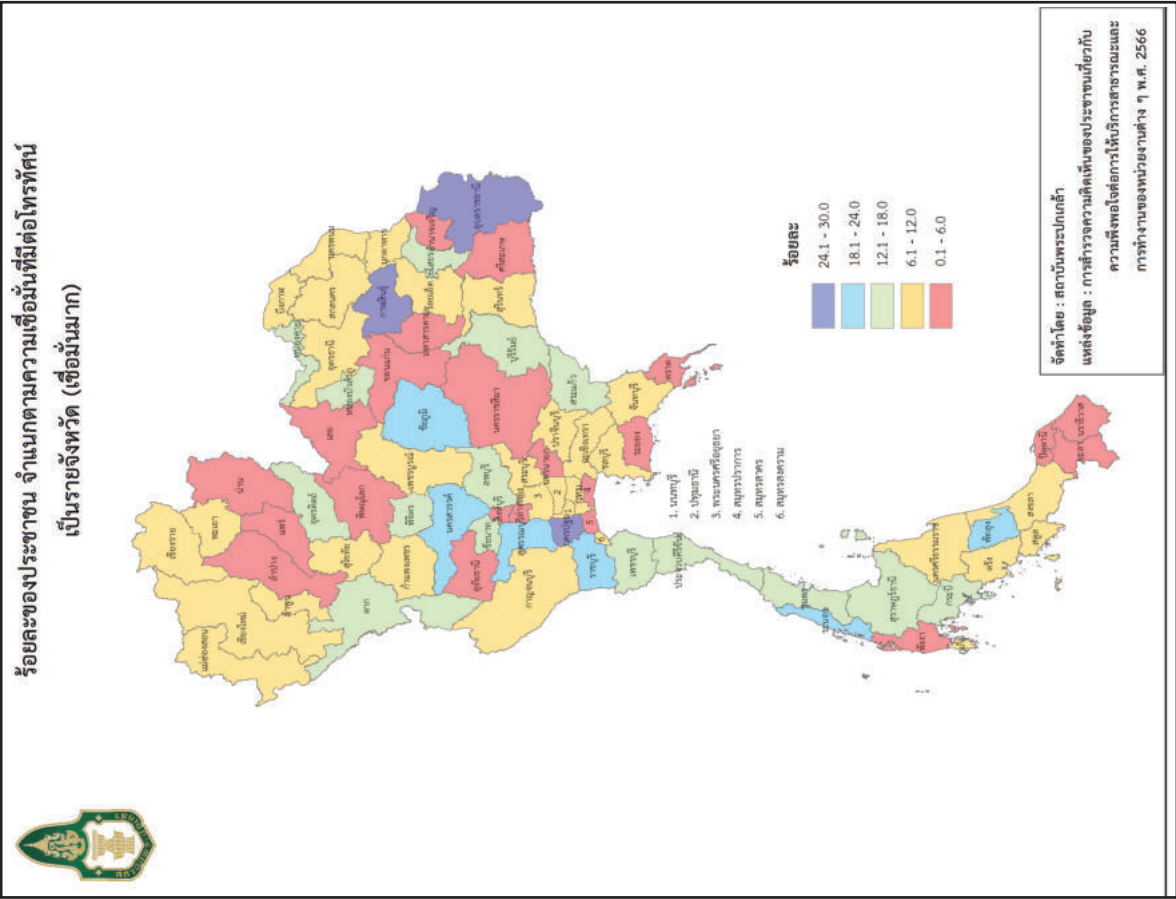 ร้อยละของประชาชน จำแนกตามความเชื่อมั่นที่มีต่อโทรทัศน์
เป็นรายจังหวัด (เชื่อมั่นมาก)
เชียงราย
แม่ฮ่องสอน
เชียงใหม่
พะเยา
น่าน
ลำพูน
ลำปาง
แพร่
อุตรดิตถ์
ตาก
สุโขทัย
พิษณุโลก
กำแพงเพชร
พิจิตร
เพชรบูรณ์
เลย
หนองบัวลำภู
อุดรธานี
หนองคาย
บึงกาฬ
สกลนคร
นครพนม
มุกดาหาร
กาฬสินธุ์
ขอนแก่น
มหาสารคาม
ร้อยเอ็ด
ยโสธร
อำนาจเจริญ
อุบลราชธานี
ศรีสะเกษ
สุรินทร์
บุรีรัมย์
นครราชสีมา
ชัยภูมิ
นครสวรรค์
อุทัยธานี
ชัยนาท
ลพบุรี
สระบุรี
กาญจนบุรี
นครนายก
ปราจีนบุรี
สระแก้ว
ฉะเชิงเทรา
ชลบุรี
ระยอง
จันทบุรี
ตราด
กทม
3
2
1
4
5
6
ราชบุรี
เพชรบุรี
ประจวบคีรีขันธ์
ชุมพร
ระนอง
สุราษฎร์ธานี
พังงา
กระบี่
นครศรีธรรมราช
ตรัง
พัทลุง
สตูล
สงขลา
ปัตตานี
ยะลา
นราธิวาส
1. นนทบุรี
2. ปทุมธานี
3. พระนครศรีอยุธยา
4. สมุทรปราการ
5. สมุทรสาคร
6. สมุทรสงคราม
ร้อยละ
24.1 - 30.0
18.1 - 24.0
12.1 - 18.0
6.1 - 12.0
0.1 - 6.0
จัดทำโดย : สถาบันพระปกเกล้า
แหล่งข้อมูล : การสำรวจความคิดเห็นของประชาชนเกี่ยวกับ
ความพึงพอใจต่อการให้บริการสาธารณะและ
การทำงานของหน่วยงานต่าง ๆ พ.ศ. 2566